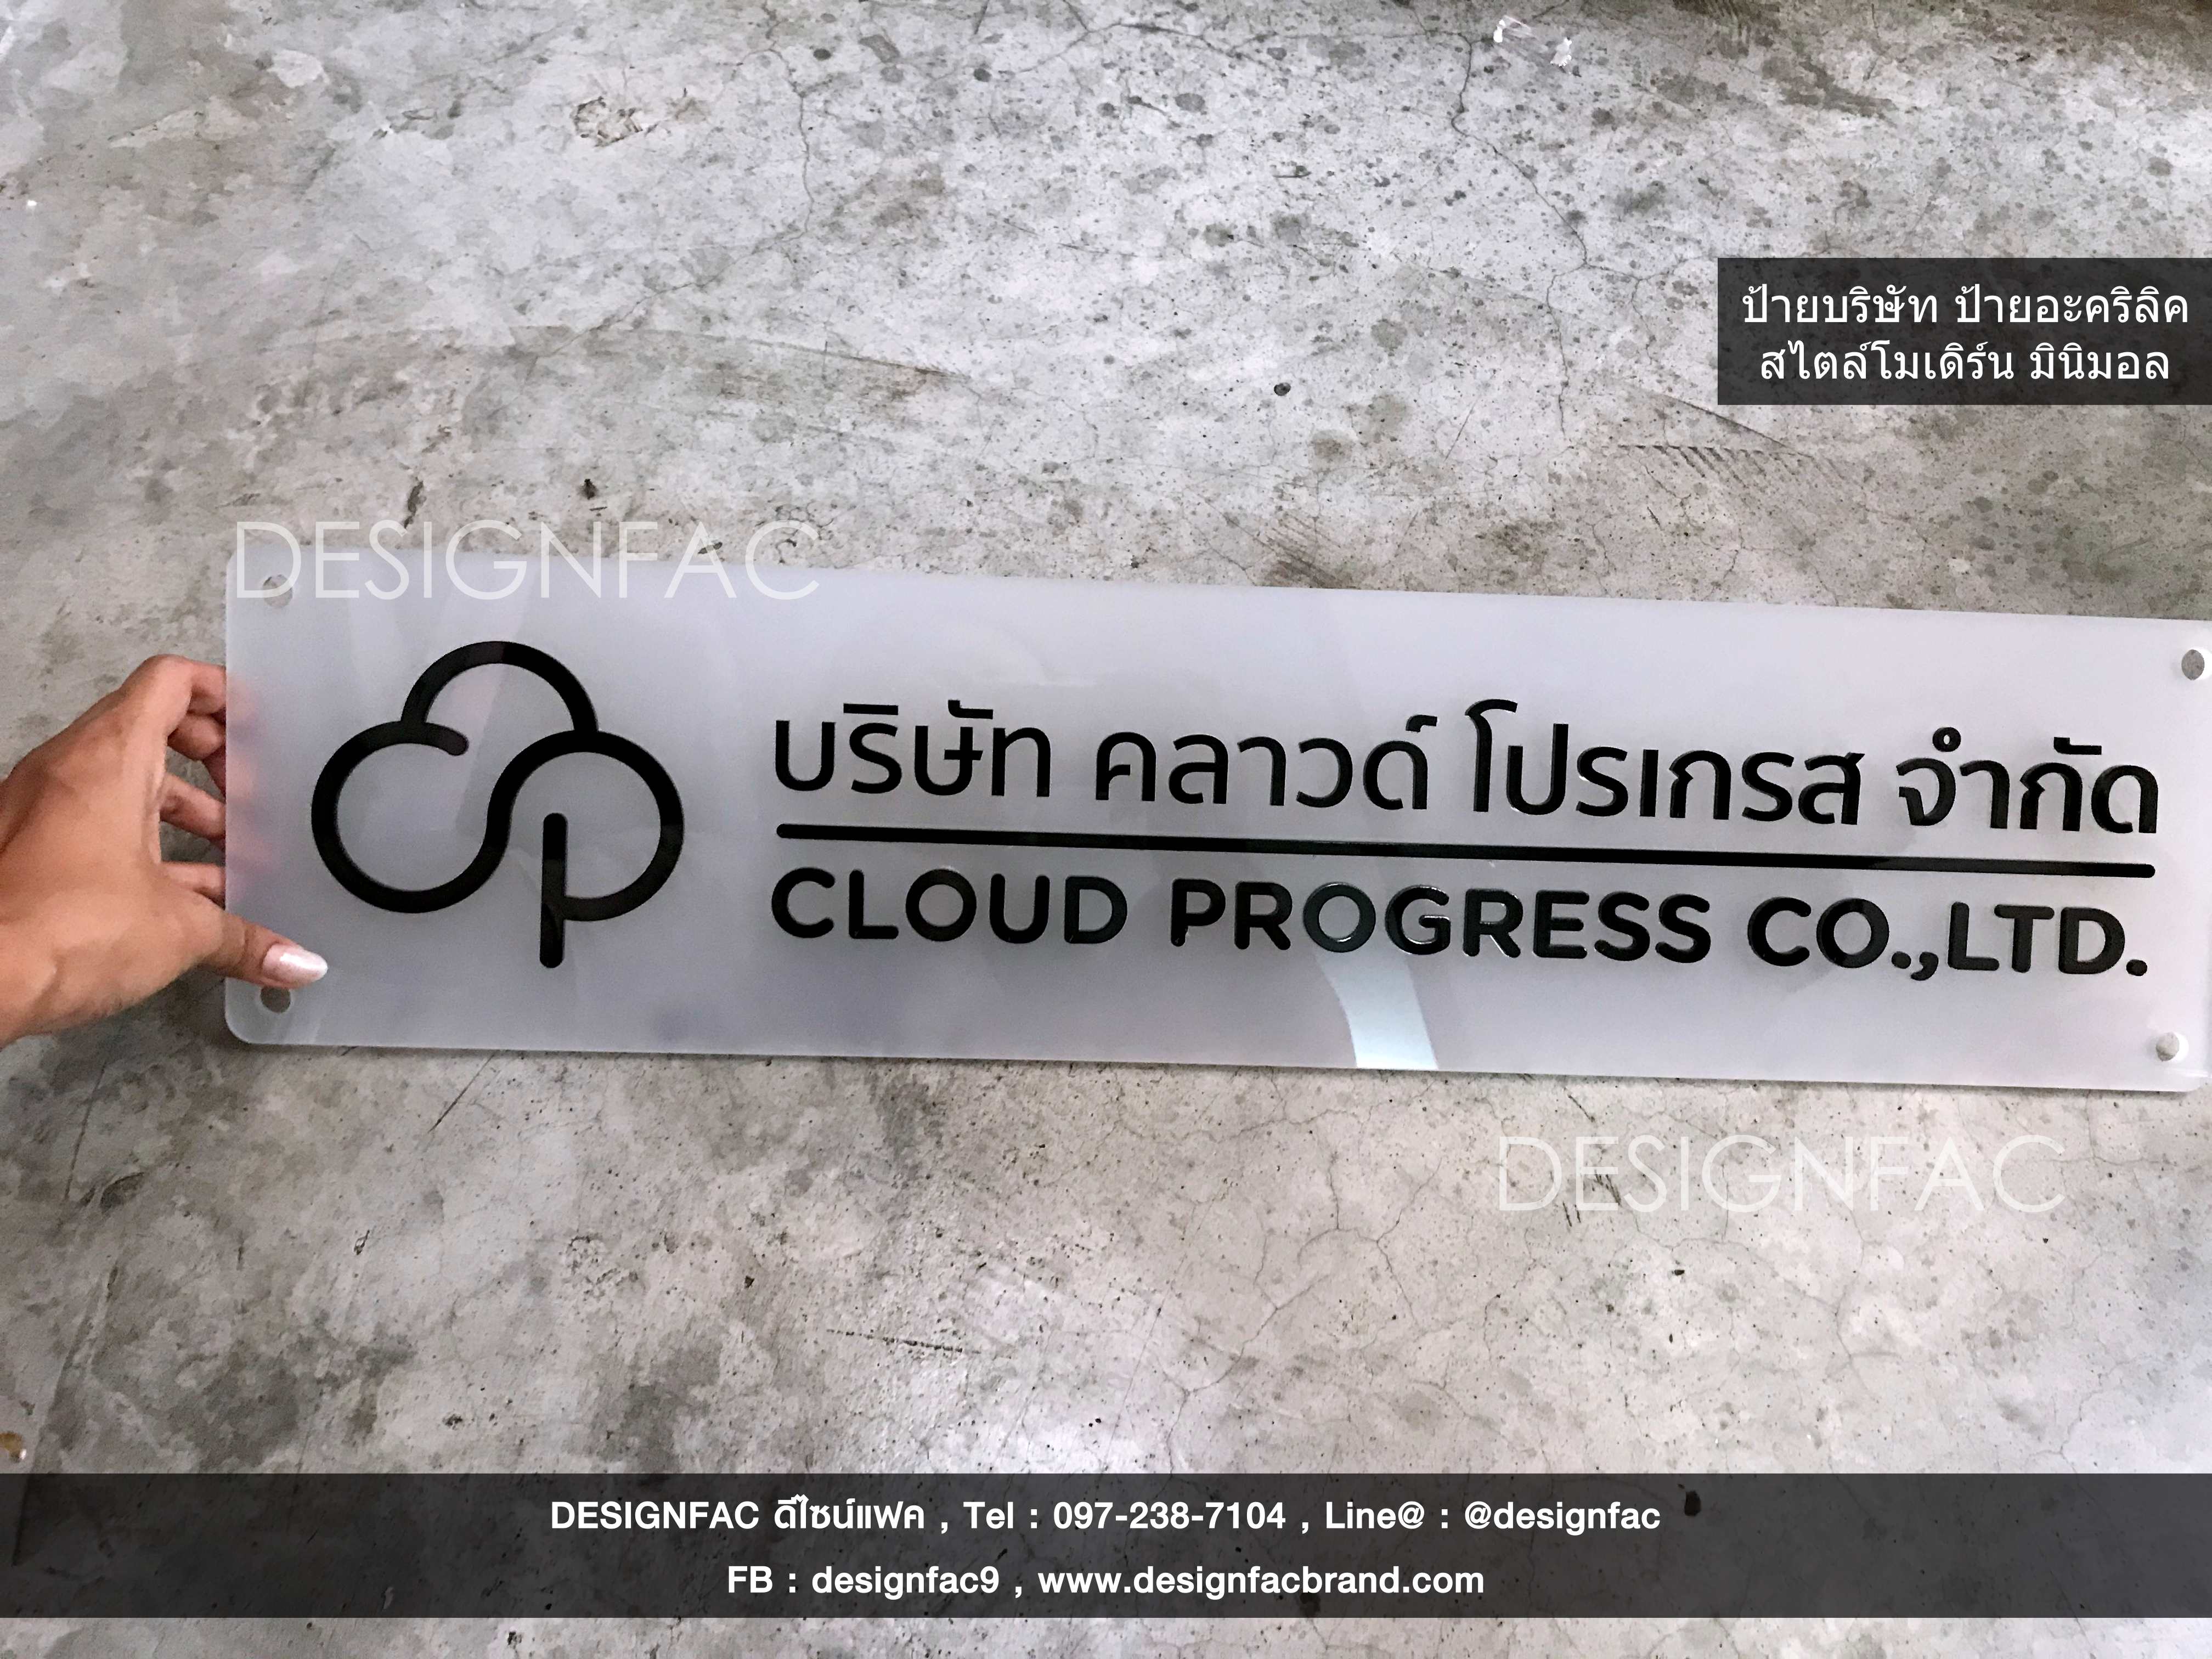 ป้ายบริษัท ป้ายอะคริลิค
สไตล์โมเดิร์น มินิมอล
DESIGNFAC
บริษัท คลาวด์ โปรเกรส จำกัด
CLOUD PROGRESS CO.,LTD.
DESIGNFAC
DESIGNFAC ดีไซน์แฟค , Tel : 097-238-7104 , Line@ : @designfac
FB : designfac9 , www.designfacbrand.com